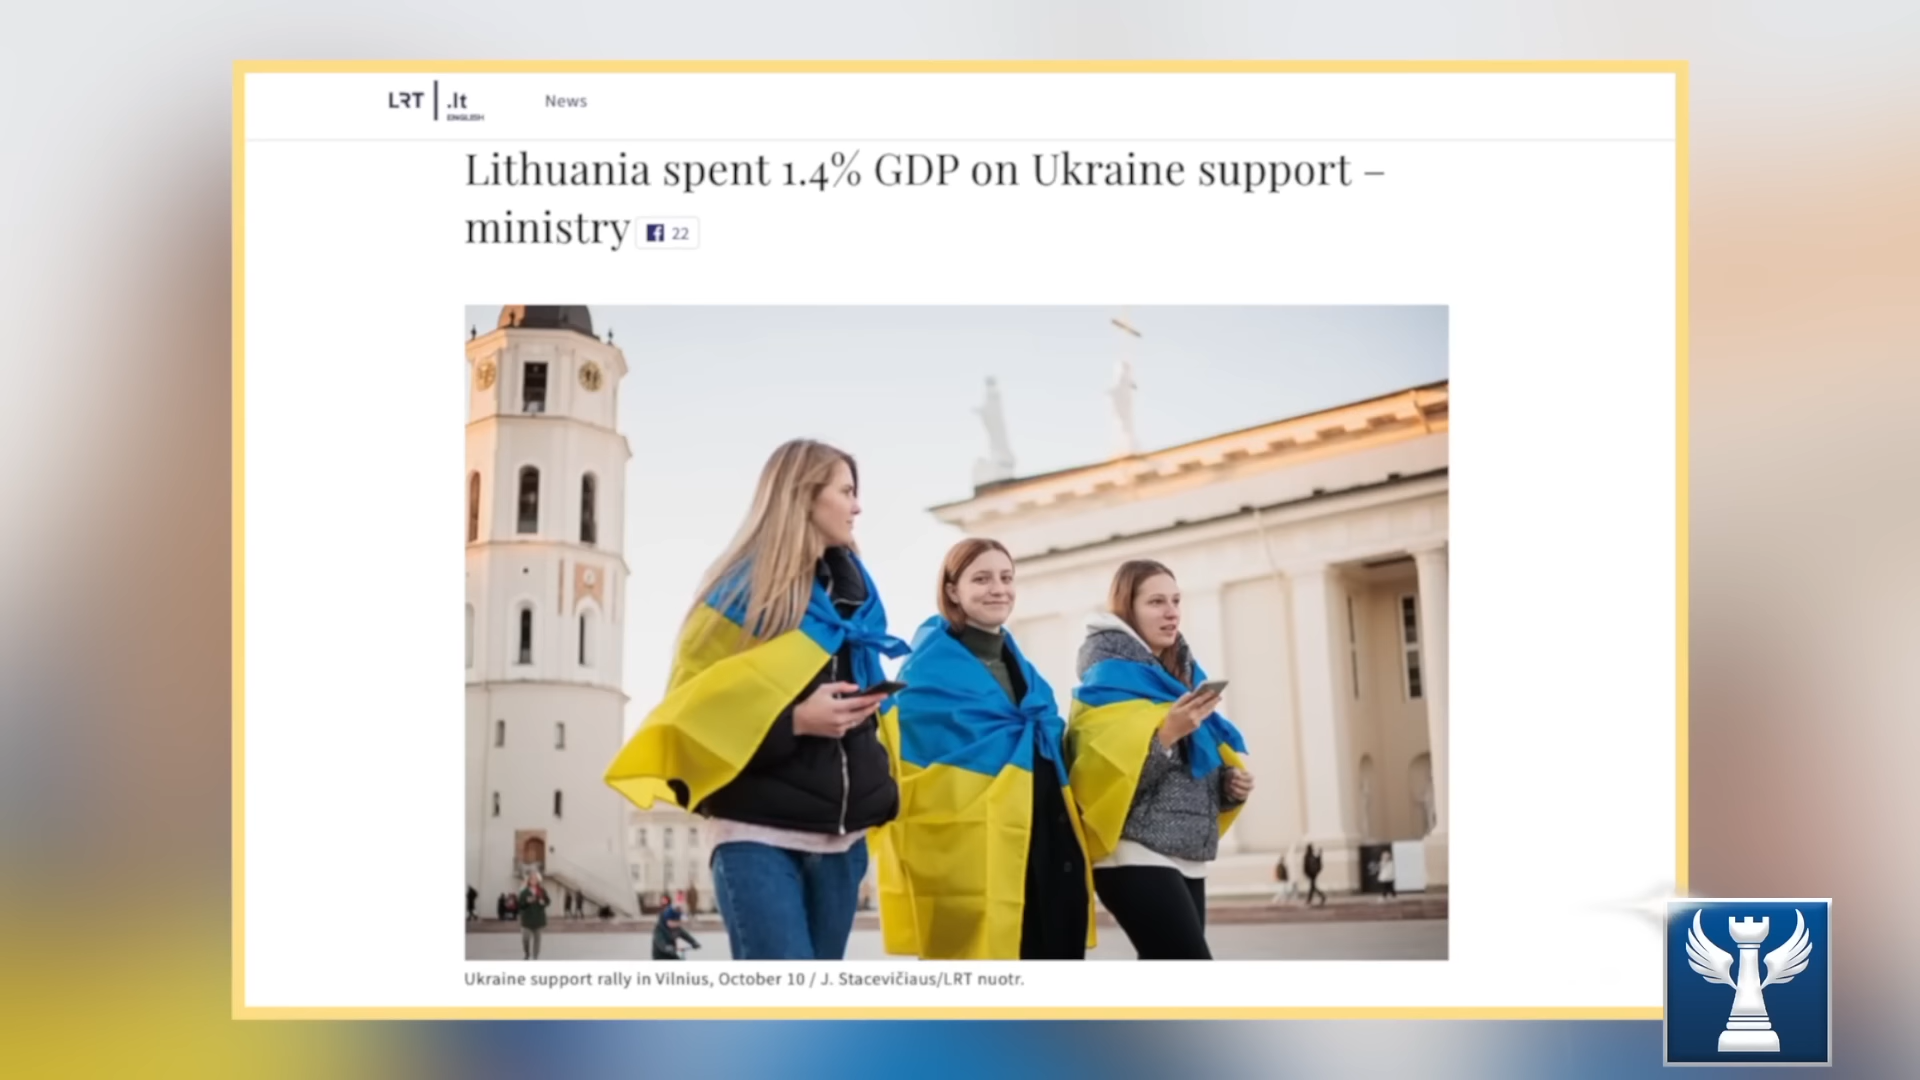 LRT .lt
ENGLISH
News
Lithuania spent 1.4% GDP on Ukraine support –
ministry
22
Ukraine support rally in Vilnius, October 10 / J. Stacevičiaus/LRT nuotr.